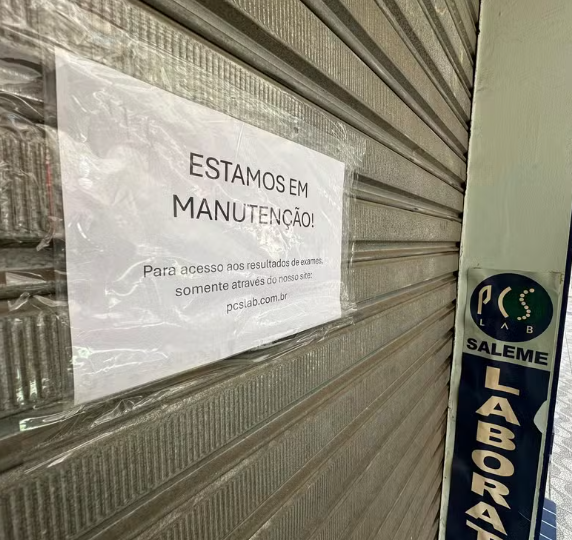 ESTAMOS EM
MANUTENÇÃO!
Para acesso aos resultados de exames,
somente através do nosso site:
pcslab.com.br
PCS
LAB
SALEME
LABORAT